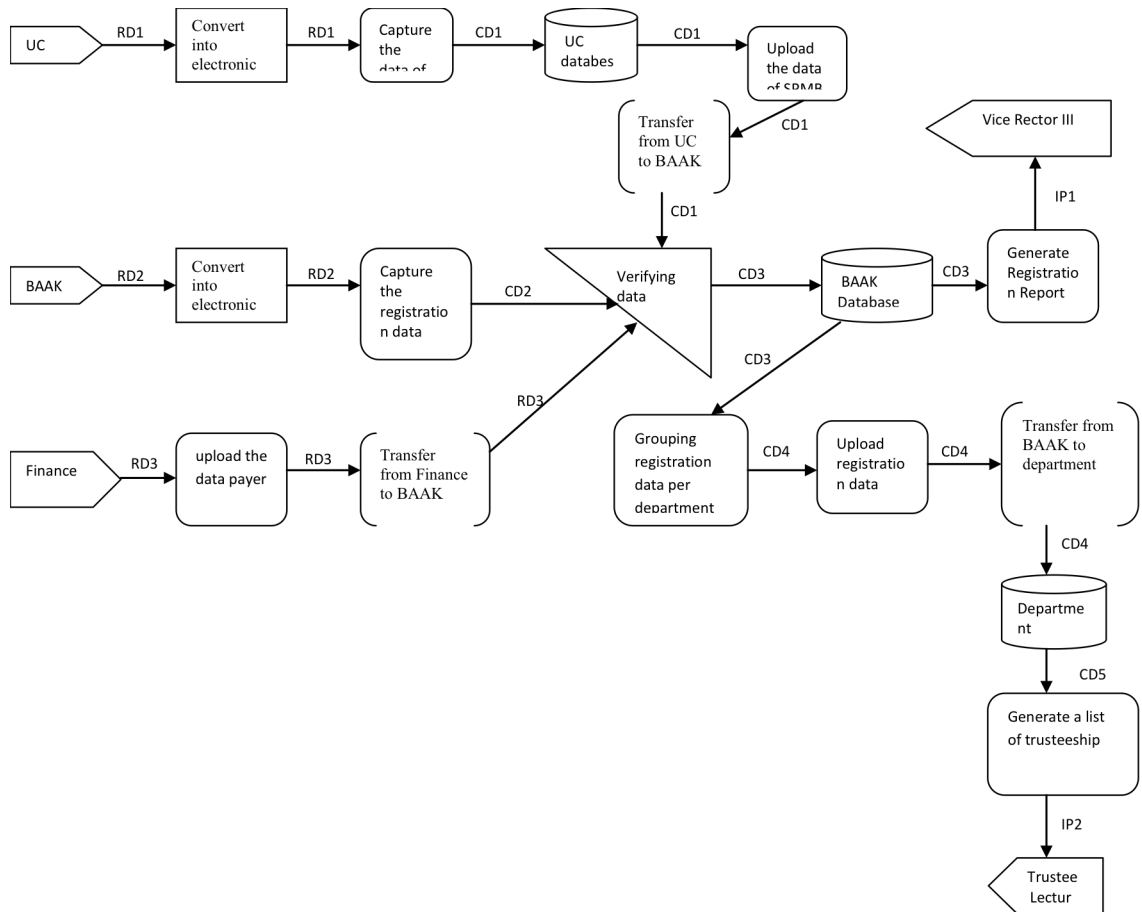 UC
RD1
Convert
into
electronic
RD1
Capture
the
data of
CD1
UC
databes
CD1
Upload
the data
of SPMB
CD1
Transfer
from UC
to BAAK
CD1
Vice Rector III
IP1
BAAK
RD2
Convert
into
electronic
RD2
Capture
the
registratio
n data
CD2
Verifying
data
CD3
BAAK
Database
CD3
Generate
Registratio
n Report
CD3
Finance
RD3
upload the
data payer
RD3
Transfer
from Finance
to BAAK
RD3
Grouping
registration
data per
department
CD4
Upload
registratio
n data
CD4
Transfer from
BAAK to
department
CD4
Departme
nt
CD5
Generate a list
of trusteeship
IP2
Trustee
Lectur